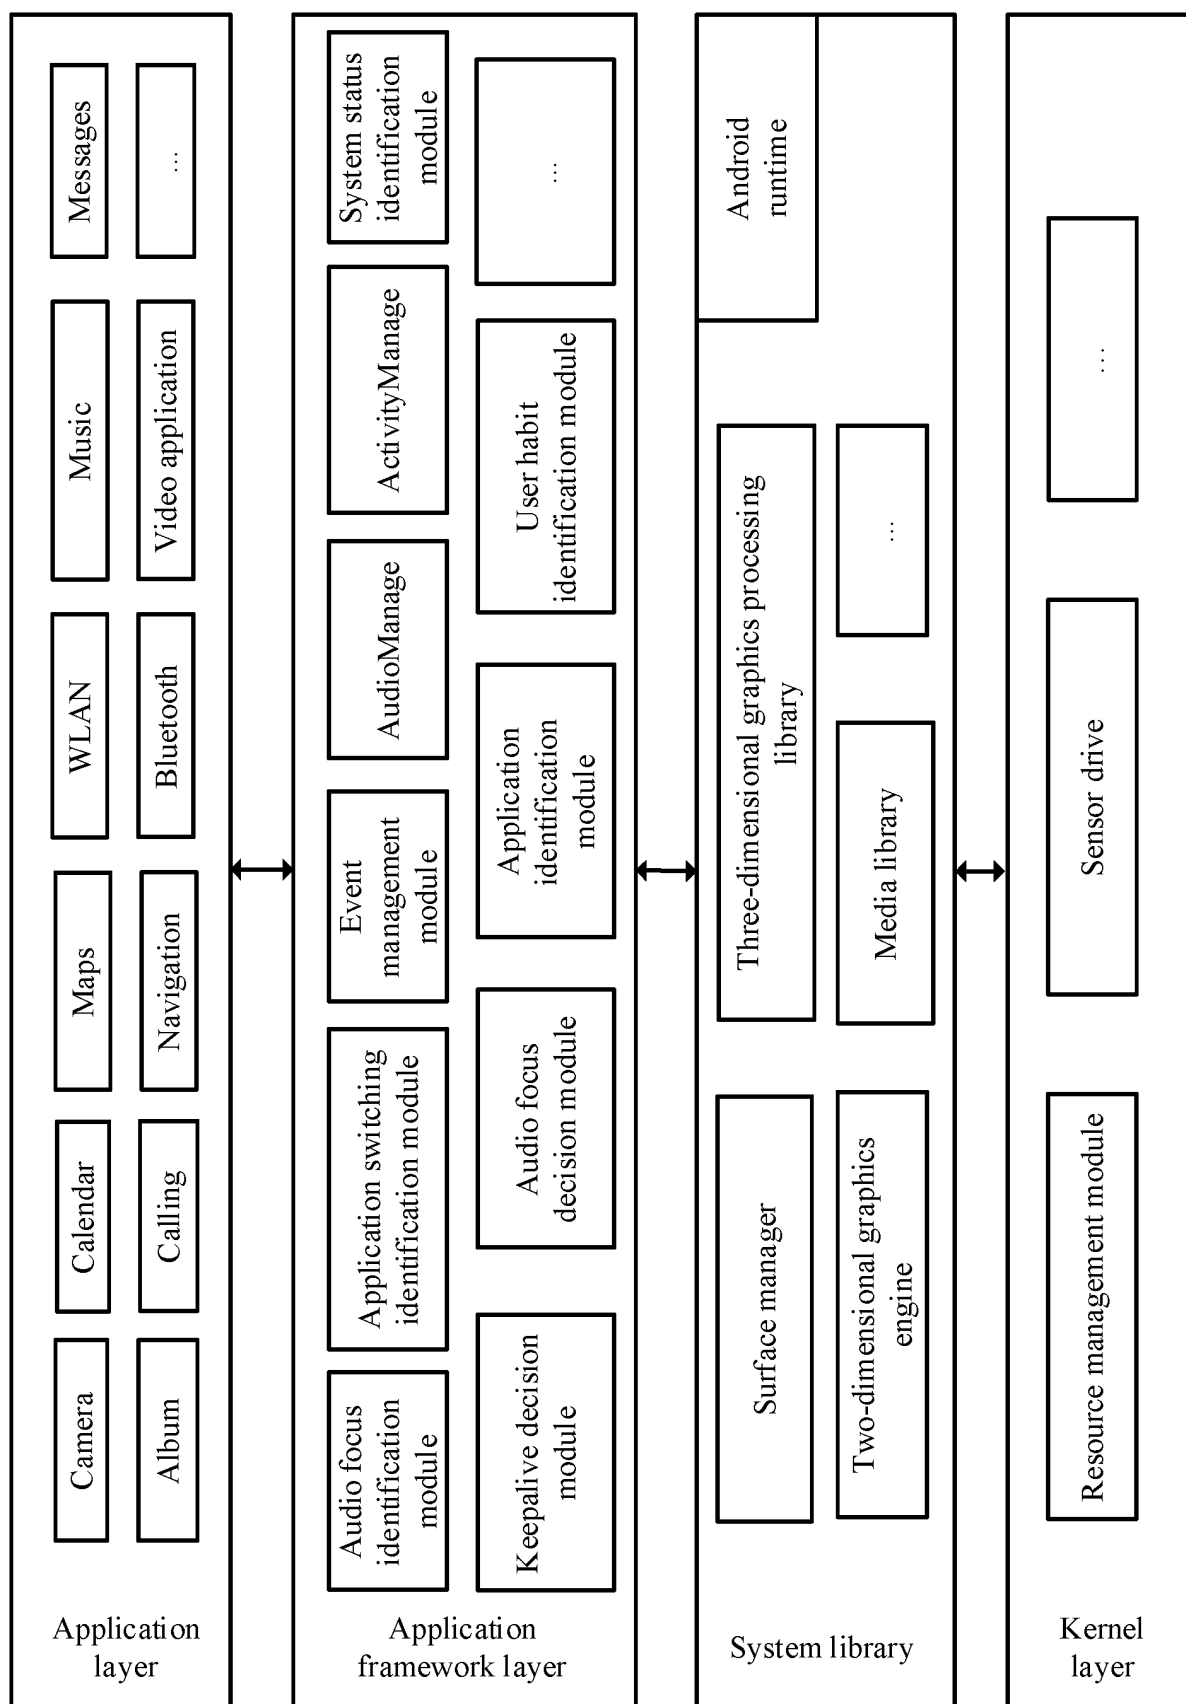 Camera
Calendar
Maps
WLAN
Music
Messages
Album
Calling
Navigation
Bluetooth
Video application
...
Application
layer
Audio focus
identification
module
Application switching
identification module
Event
management
module
AudioManage
ActivityManage
System status
identification
module
Keepalive decision
module
Audio focus
decision module
Application
identification
module
User habit
identification module
...
Application
framework layer
Surface manager
Three-dimensional graphics processing
library
Android
runtime
Two-dimensional graphics
engine
Media library
...
System library
Resource management module
Sensor drive
...
Kernel
layer